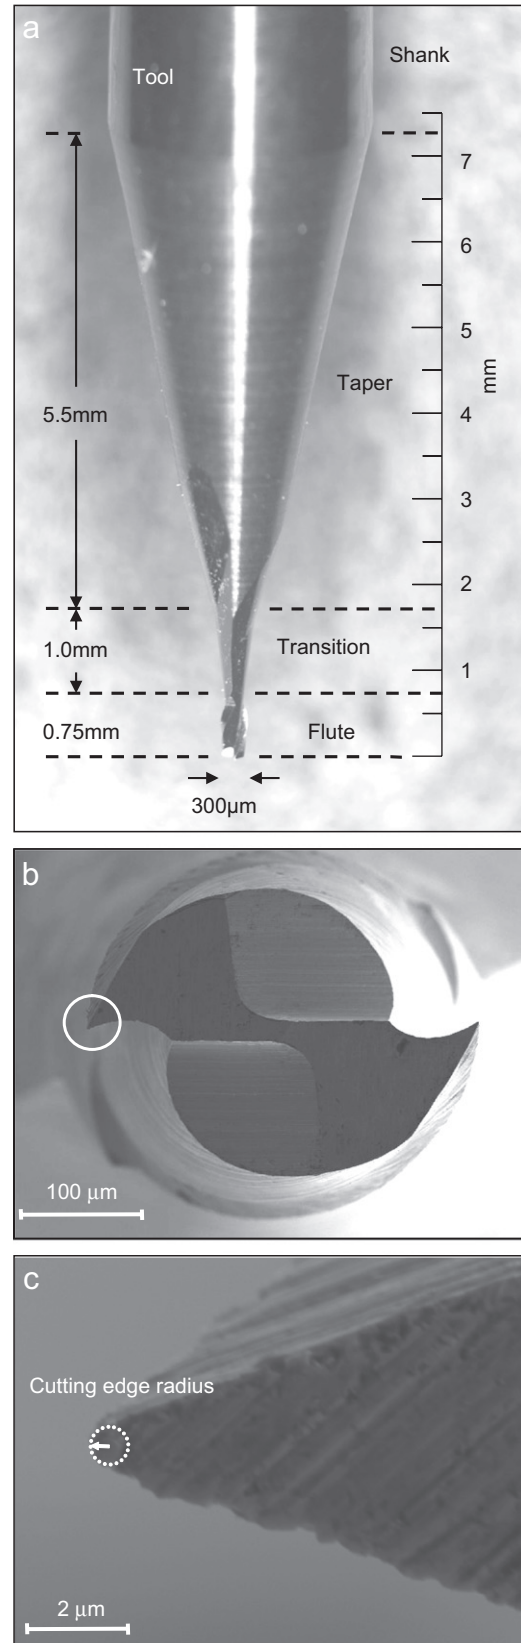 a
Shank
Tool
7
6
5
mm
5.5mm
Taper
4
3
2
1.0mm
Transition
1
0.75mm
Flute
300µm
b
100 µm
c
Cutting edge radius
2 µm